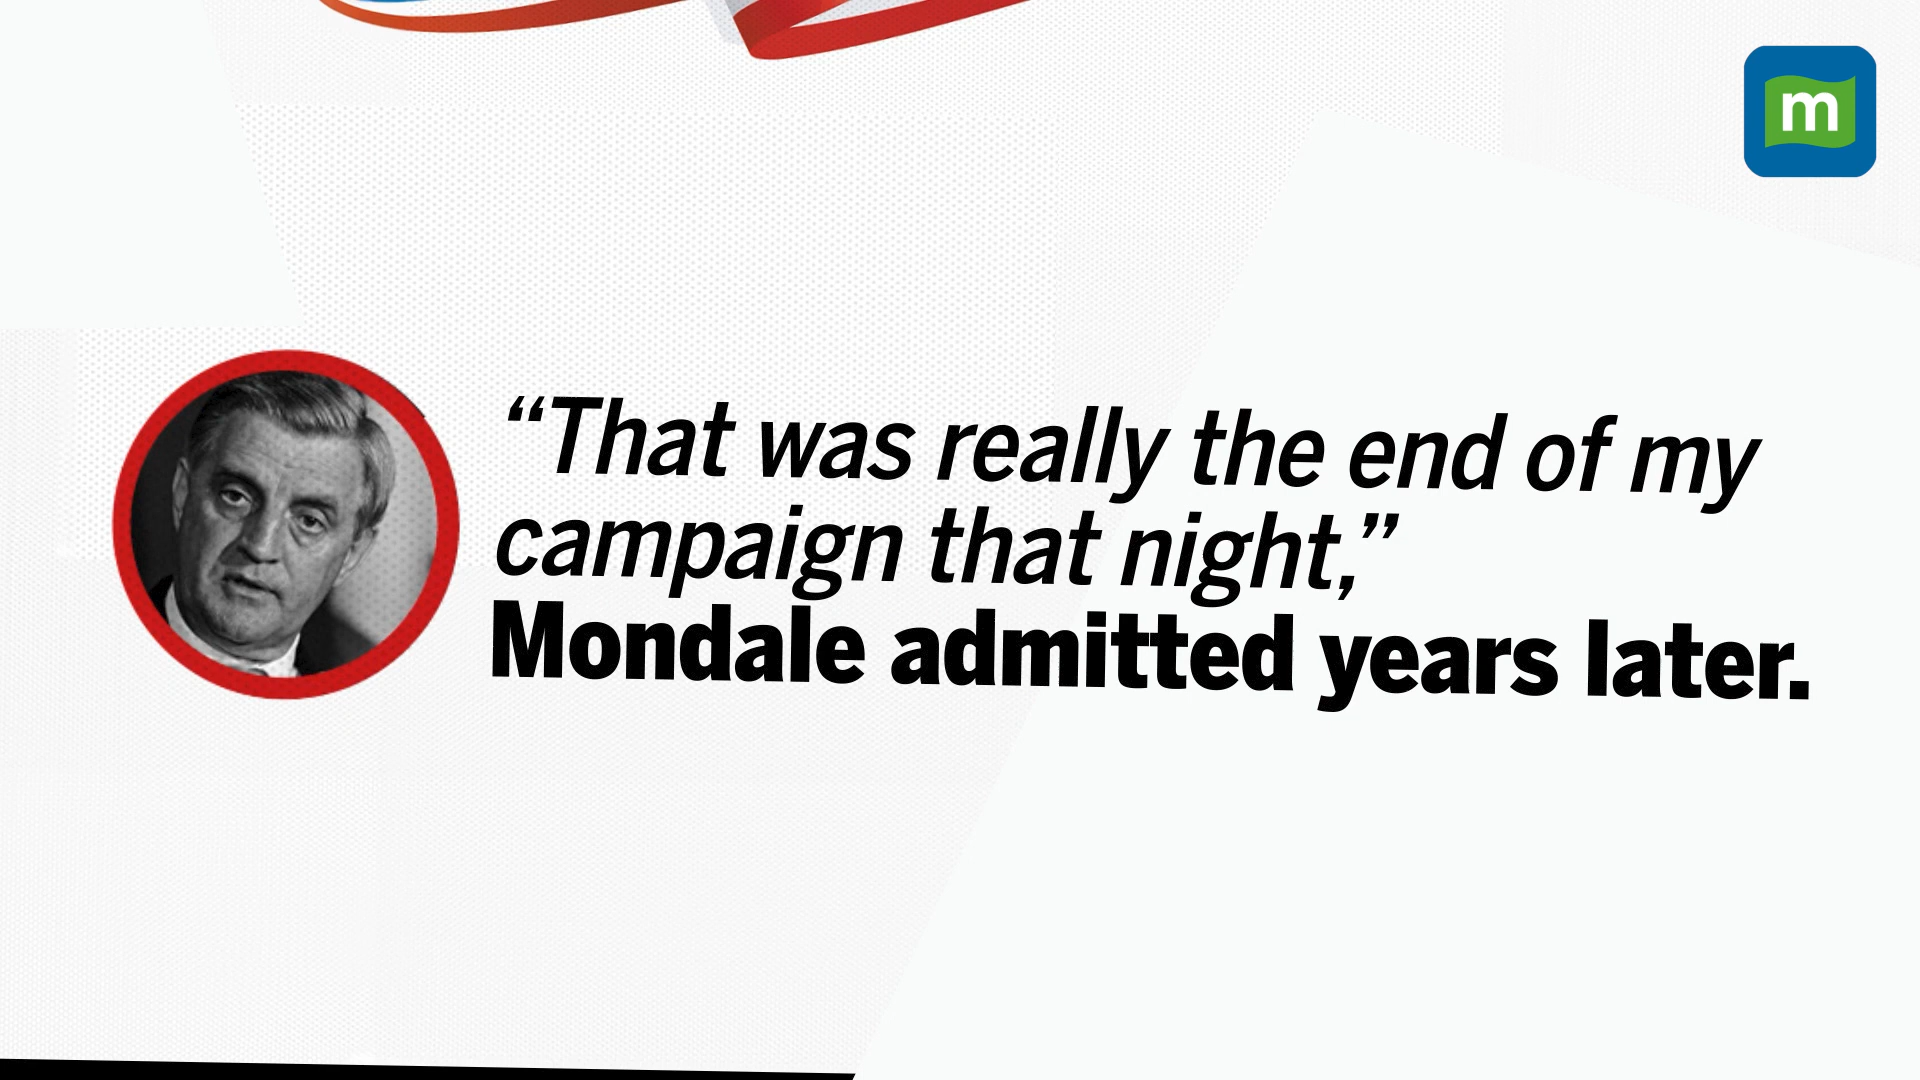 m
“That was really the end of my
campaign that night,”
Mondale admitted years later.